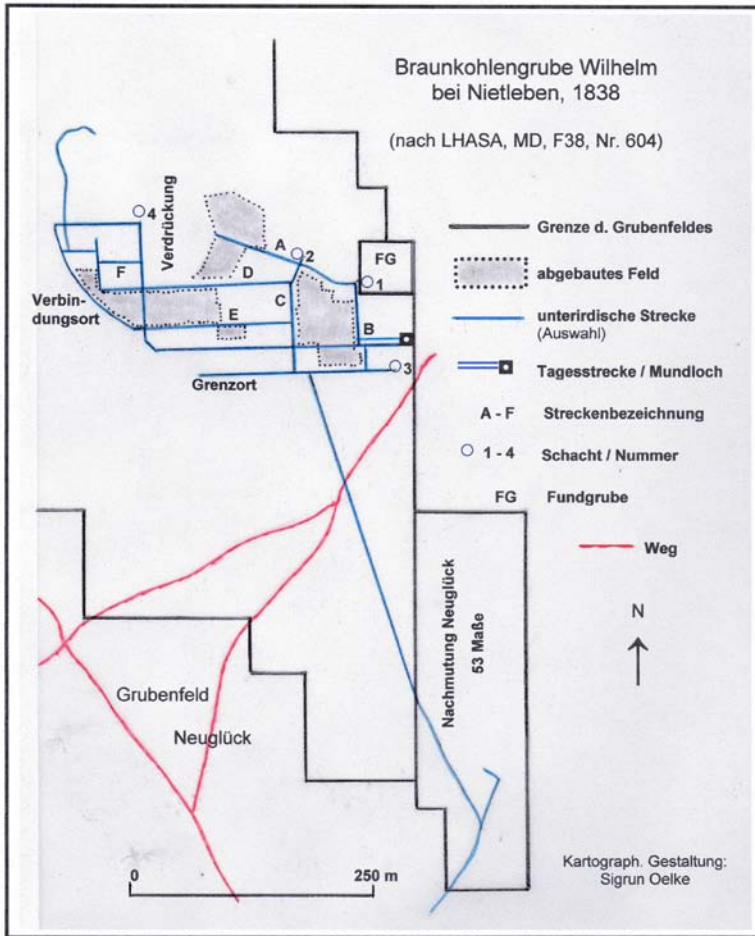 Braunkohlengrube Wilhelm
bei Nietleben, 1838
(nach LHASA, MD, F38, Nr. 604)
Grenze d. Grubenfeldes
abgebautes Feld
unterirdische Strecke
(Auswahl)
Tagesstrecke / Mundloch
A - F Streckenbezeichnung
1 - 4 Schacht / Nummer
FG Fundgrube
Weg
N
4
Verdrückung
A
2
FG
1
F
D
C
Verbin-
dungsort
E
B
3
Grenzort
Nachmutung Neuglück
53 Maße
Grubenfeld
Neuglück
0 250 m
Kartograph. Gestaltung:
Sigrun Oelke